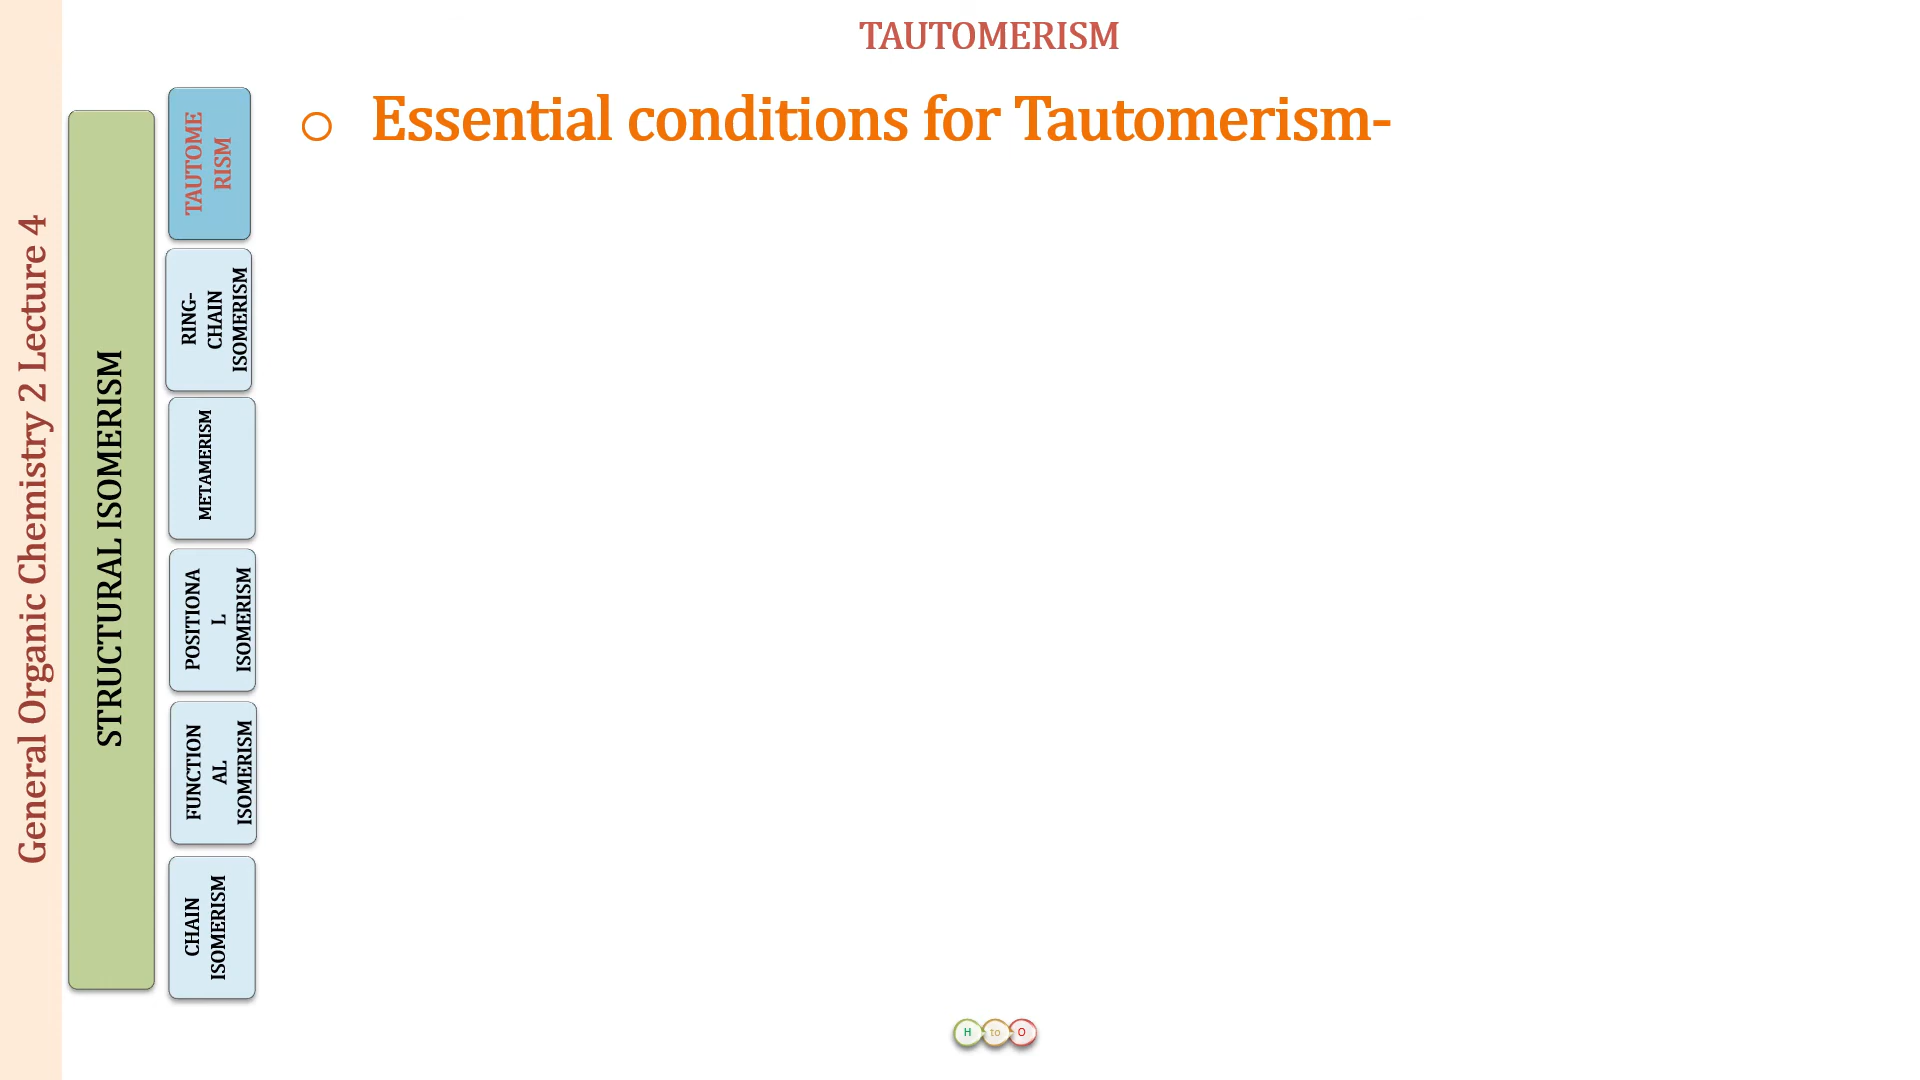 TAUTOMERISM
General Organic Chemistry 2 Lecture 4
STRUCTURAL ISOMERISM
TAUTOME
RISM
RING-
CHAIN
ISOMERISM
METAMERISM
POSITIONA
L
ISOMERISM
FUNCTION
AL
ISOMERISM
CHAIN
ISOMERISM
Essential conditions for Tautomerism-
H to O